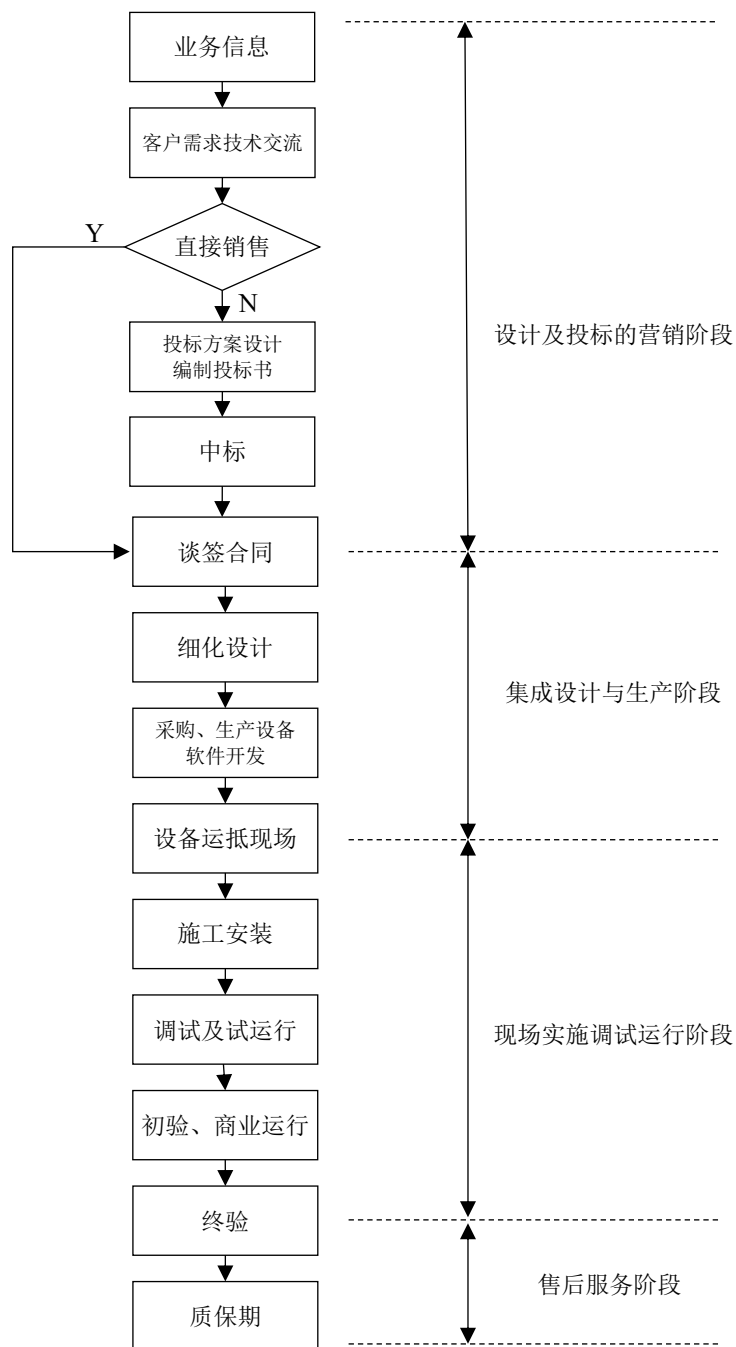 业务信息
客户需求技术交流
Y
直接销售
N
投标方案设计
编制投标书
中标
谈签合同
细化设计
采购、生产设备
软件开发
设备运抵现场
施工安装
调试及试运行
初验、商业运行
终验
质保期
设计及投标的营销阶段
集成设计与生产阶段
现场实施调试运行阶段
售后服务阶段